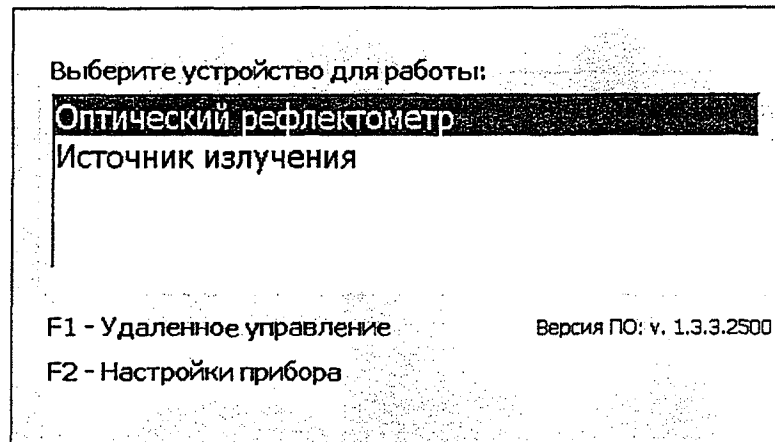 Выберите устройство для работы:
Оптический рефлектометр
Источник излучения
F1 - Удаленное управление
Версия ПО: v. 1.3.3.2500
F2 - Настройки прибора